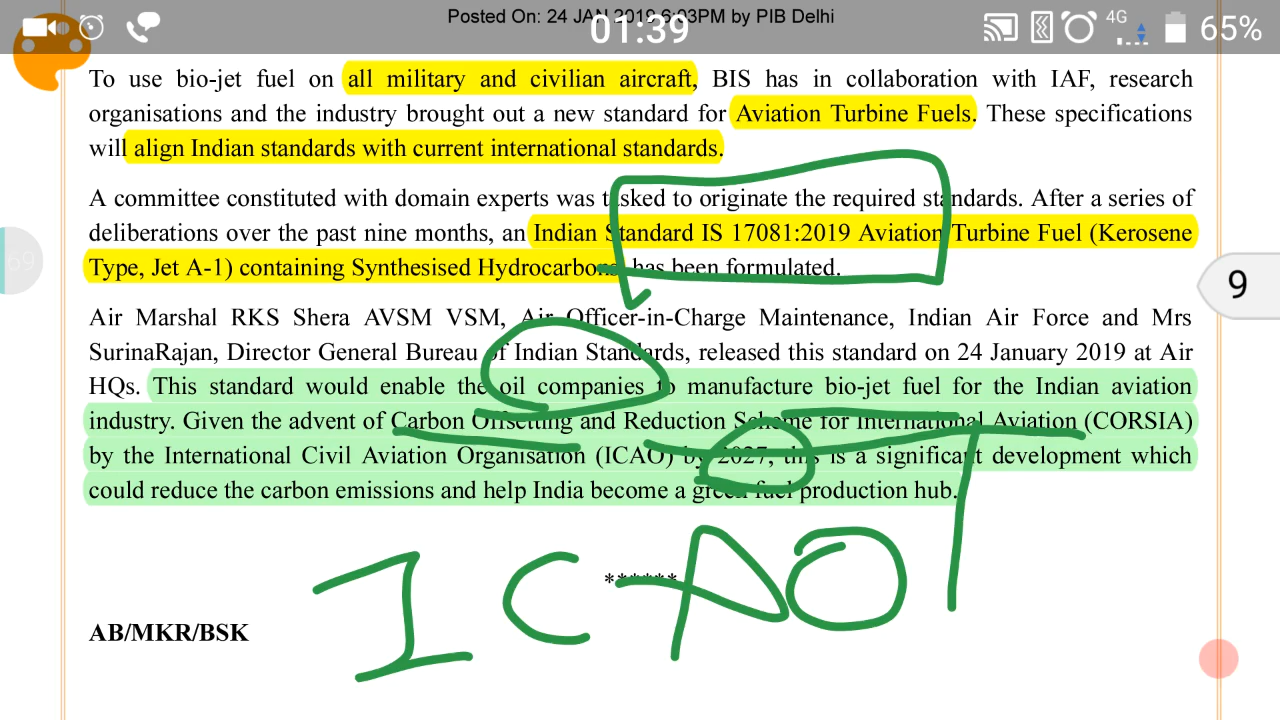 Posted On: 24 JAN 2019 6:03PM by PIB Delhi
01:39
4G
65%
To use bio-jet fuel on all military and civilian aircraft, BIS has in collaboration with IAF, research
organisations and the industry brought out a new standard for Aviation Turbine Fuels. These specifications
will align Indian standards with current international standards.
A committee constituted with domain experts was tasked to originate the required standards. After a series of
deliberations over the past nine months, an Indian Standard IS 17081:2019 Aviation Turbine Fuel (Kerosene
Type, Jet A-1) containing Synthesised Hydrocarbons has been formulated.
69
9
Air Marshal RKS Shera AVSM VSM, Air Officer-in-Charge Maintenance, Indian Air Force and Mrs
SurinaRajan, Director General Bureau of Indian Standards, released this standard on 24 January 2019 at Air
HQs. This standard would enable the oil companies to manufacture bio-jet fuel for the Indian aviation
industry. Given the advent of Carbon Offsetting and Reduction Scheme for International Aviation (CORSIA)
by the International Civil Aviation Organisation (ICAO) by 2027, this is a significant development which
could reduce the carbon emissions and help India become a green fuel production hub.
******
ICAO
AB/MKR/BSK